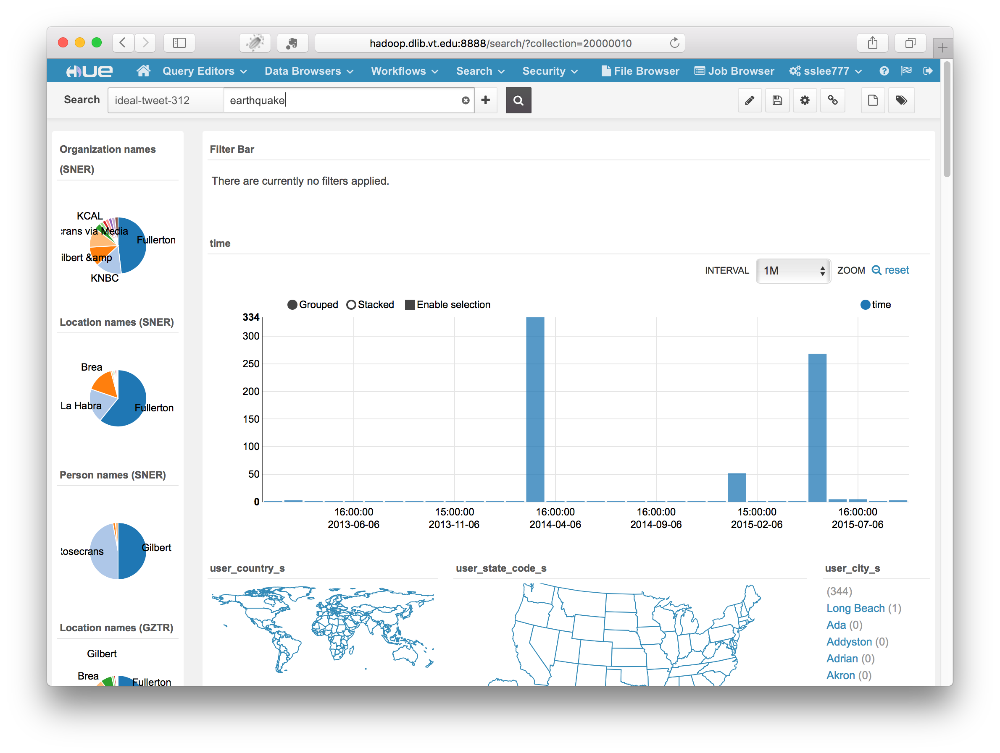 hadoop.dlib.vt.edu:8888/search/?collection=20000010
HUE Query Editors Data Browsers Workflows Search Security File Browser Job Browser sslee777
Search ideal-tweet-312 earthquake
Organization names
(SNER)
KCAL
crans via Media
Fullerton
ilbert &amp
KNBC
Location names (SNER)
Brea
La Habra
Fullerton
Person names (SNER)
Rosecrans
Gilbert
Location names (GZTR)
Gilbert
Brea
Fullerton
Filter Bar
There are currently no filters applied.
time
INTERVAL 1M ZOOM reset
Grouped Stacked Enable selection time
334
300
250
200
150
100
50
0
16:00:00 15:00:00 16:00:00 16:00:00 15:00:00 16:00:00
2013-06-06 2013-11-06 2014-04-06 2014-09-06 2015-02-06 2015-07-06
user_country_s
user_state_code_s
user_city_s
(344)
Long Beach (1)
Ada (0)
Addyston (0)
Adrian (0)
Akron (0)